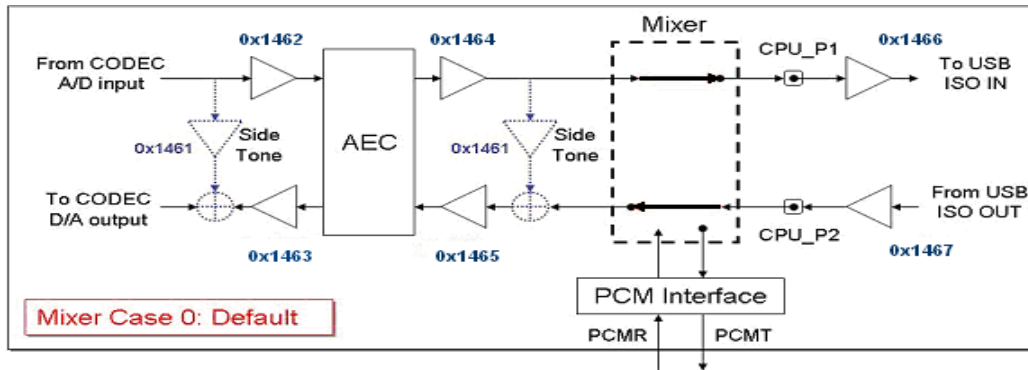 Mixer
0x1462
0x1464
CPU_P1
0x1466
From CODEC
A/D input
To USB
ISO IN
AEC
0x1461
Side
Tone
0x1461
Side
Tone
To CODEC
D/A output
From USB
ISO OUT
CPU_P2
0x1463
0x1465
0x1467
PCM Interface
Mixer Case 0: Default
PCMR
PCMT